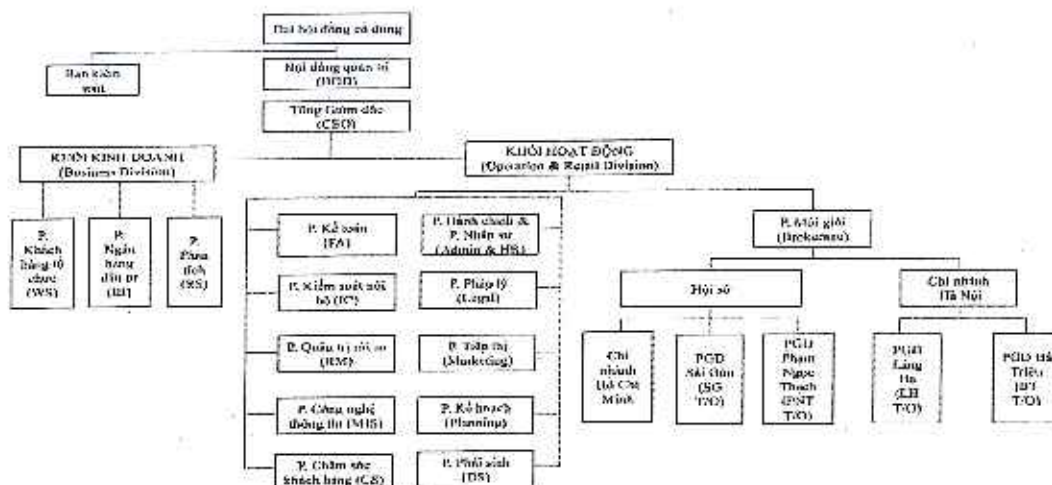 Đại hội đồng cổ đông
Ban kiểm
soát
Hội đồng quản trị
(BOD)
Tổng Giám đốc
(CEO)
KHỐI KINH DOANH
(Business Division)
KHỐI HOẠT ĐỘNG
(Operation & Retail Division)
P.
Khách
hàng tổ
chức
(WS)
P.
Ngân
hàng
đầu tư
(IB)
P.
Phân
tích
(RS)
P. Kế toán
(FA)
P. Hành chánh &
P. Nhân sự
(Admin & HR)
P. Môi giới
(Brokerage)
P. Kiểm soát nội
bộ (IC)
P. Pháp lý
(Legal)
Hội sở
Chi nhánh
Hà Nội
P. Quản trị rủi ro
(RM)
P. Tiếp thị
(Marketing)
Chi
nhánh
Hồ Chí
Minh
PGD
Sài Gòn
(SG
T/O)
PGD
Phạm
Ngọc
Thạch
(PNT
T/O)
PGD
Láng
Hạ
(LH
T/O)
PGD Bà
Triệu
(BT
T/O)
P. Công nghệ
thông tin (MIS)
P. Kế hoạch
(Planning)
P. Chăm sóc
khách hàng (CS)
P. Phái sinh
(DS)